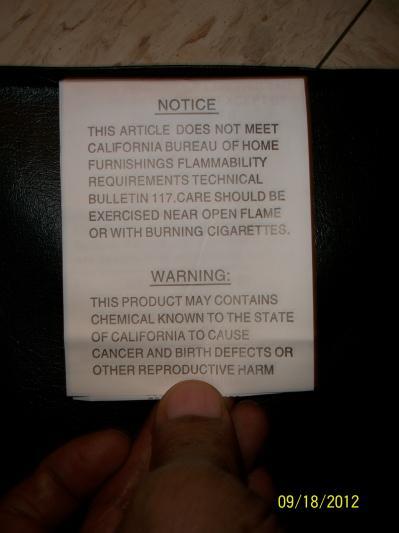 NOTICE
THIS ARTICLE DOES NOT MEET
CALIFORNIA BUREAU OF HOME
FURNISHINGS FLAMMABILITY
REQUIREMENTS TECHNICAL
BULLETIN 117.CARE SHOULD BE
EXERCISED NEAR OPEN FLAME
OR WITH BURNING CIGARETTES.
WARNING:
THIS PRODUCT MAY CONTAINS
CHEMICAL KNOWN TO THE STATE
OF CALIFORNIA TO CAUSE
CANCER AND BIRTH DEFECTS OR
OTHER REPRODUCTIVE HARM
09/18/2012